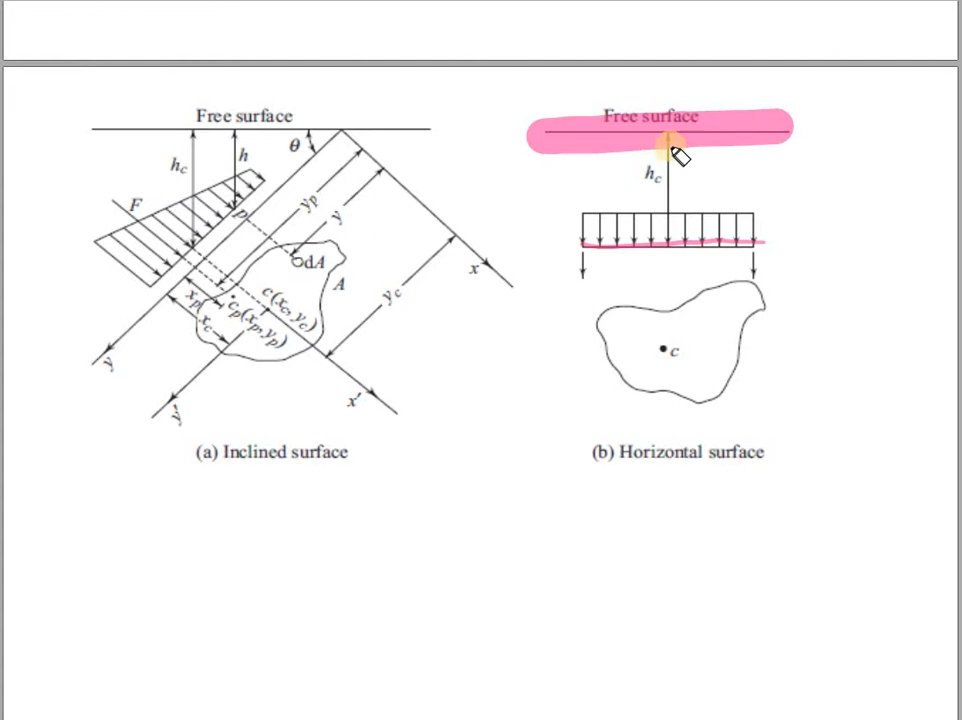 Free surface
θ
h
h_c
F
p
y_p
y
dA
A
x
x_p
x_c
c(x_c, y_c)
c_p(x_p, y_p)
y_c
y
y'
x'
(a) Inclined surface
Free surface
h_c
c
(b) Horizontal surface